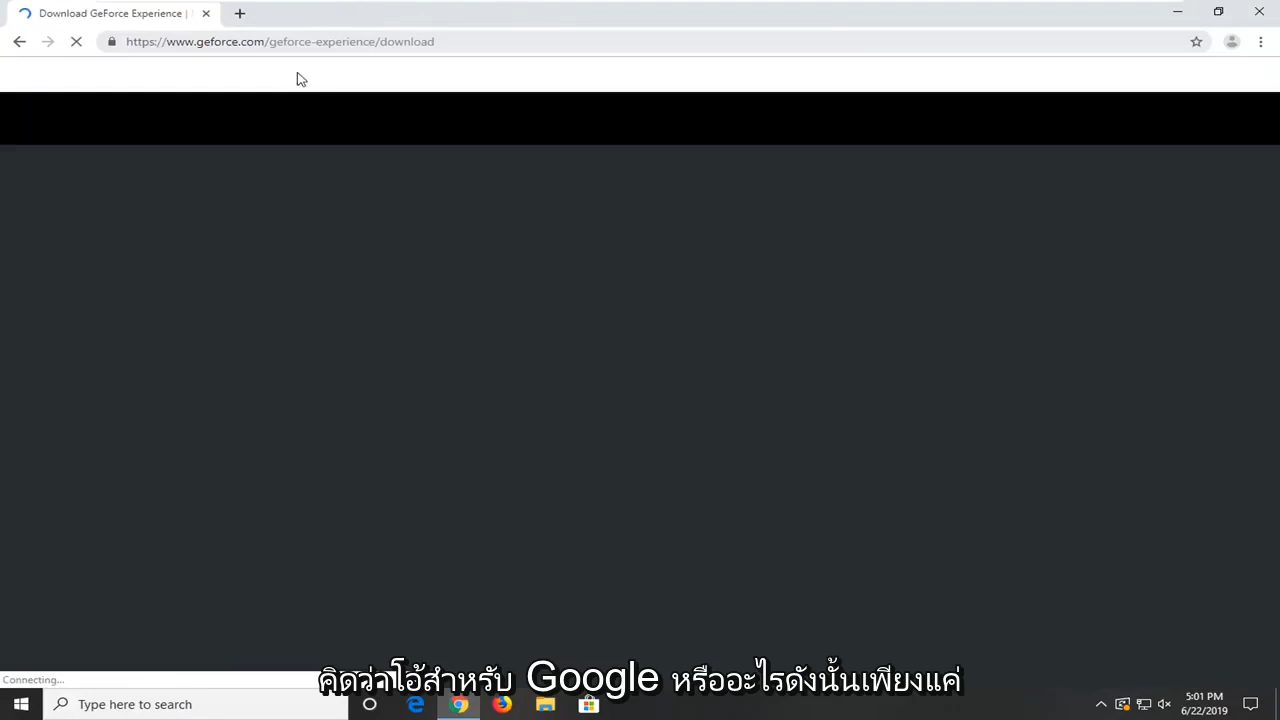 Download GeForce Experience |
https://www.geforce.com/geforce-experience/download
Connecting...
คิดว่าโอ้สำหรับ Google หรืออะไรดังนั้นเพียงแค่
Type here to search
5:01 PM
6/22/2019